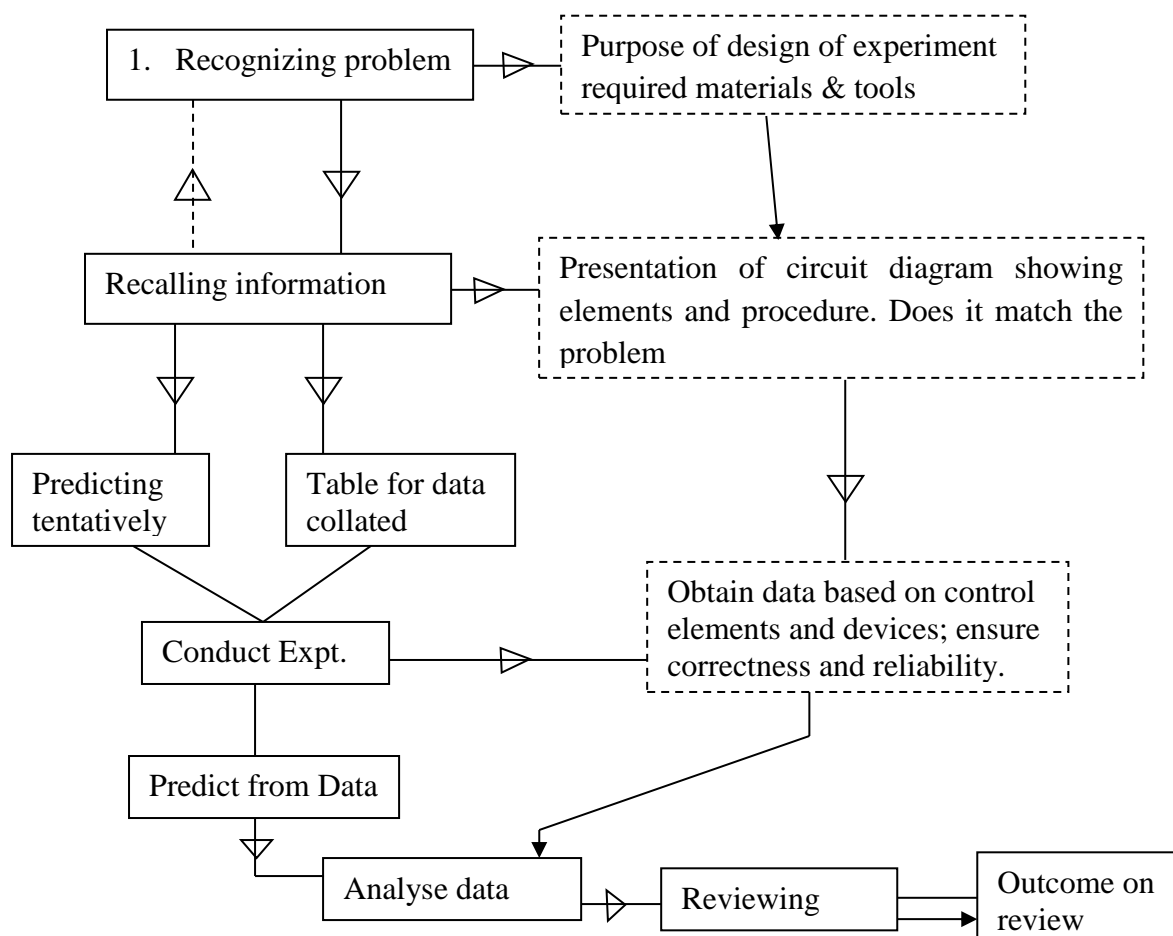 1. Recognizing problem
Purpose of design of experiment
required materials & tools
Recalling information
Presentation of circuit diagram showing
elements and procedure. Does it match the
problem
Predicting
tentatively
Table for data
collated
Obtain data based on control
elements and devices; ensure
correctness and reliability.
Conduct Expt.
Predict from Data
Analyse data
Reviewing
Outcome on
review